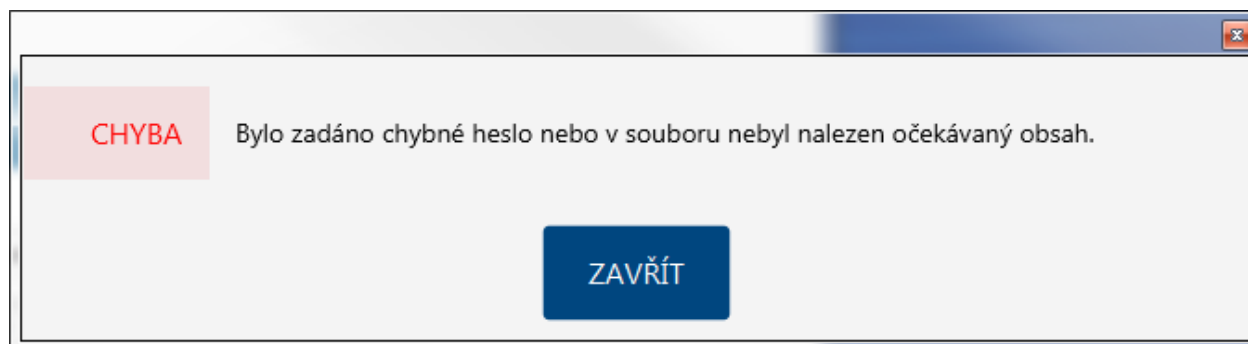 CHYBA
Bylo zadáno chybné heslo nebo v souboru nebyl nalezen očekávaný obsah.
ZAVŘÍT